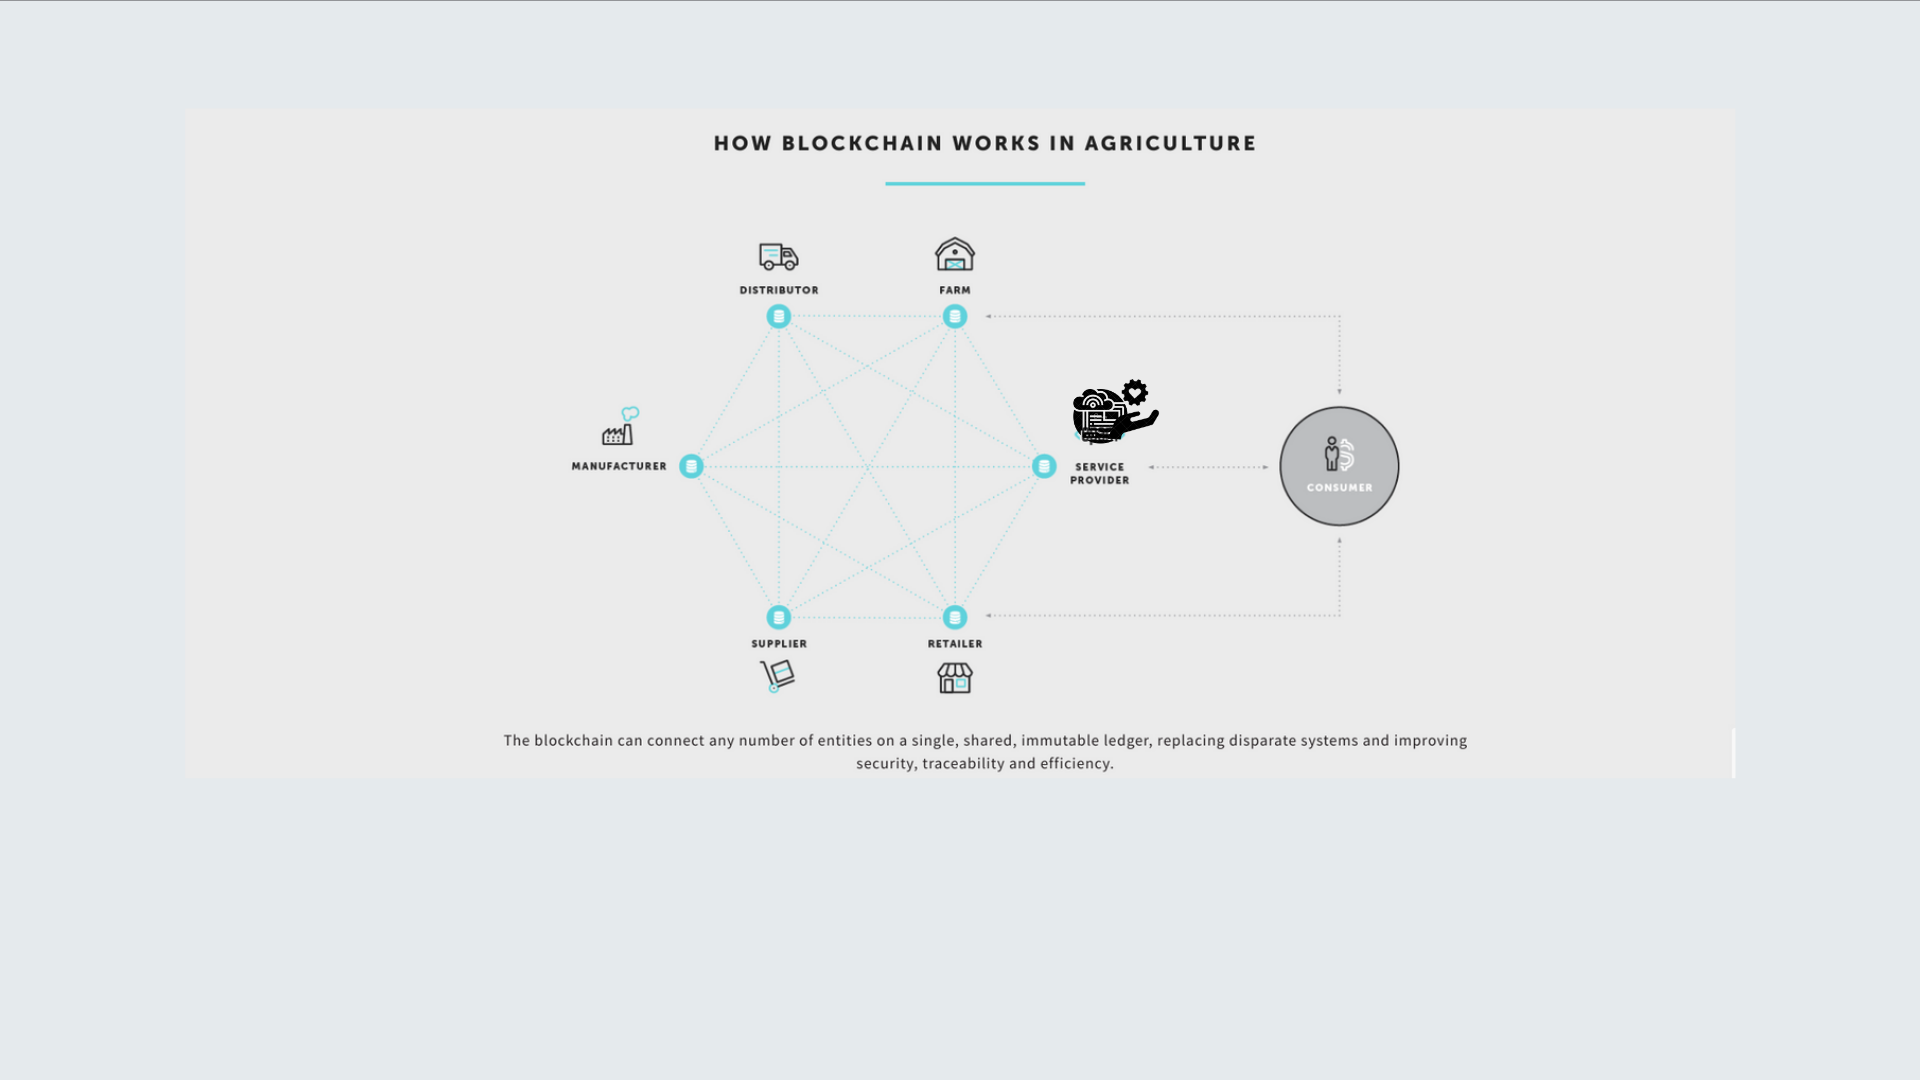 HOW BLOCKCHAIN WORKS IN AGRICULTURE
DISTRIBUTOR
FARM
MANUFACTURER
SERVICE
PROVIDER
CONSUMER
SUPPLIER
RETAILER
The blockchain can connect any number of entities on a single, shared, immutable ledger, replacing disparate systems and improving
security, traceability and efficiency.